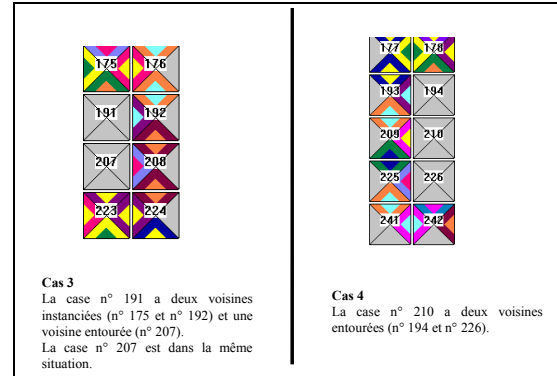 175 176
191 192
207 208
223 224
Cas 3
La case n° 191 a deux voisines
instanciées (n° 175 et n° 192) et une
voisine entourée (n° 207).
La case n° 207 est dans la même
situation.
177 178
193 194
209 210
225 226
241 242
Cas 4
La case n° 210 a deux voisines
entourées (n° 194 et n° 226).